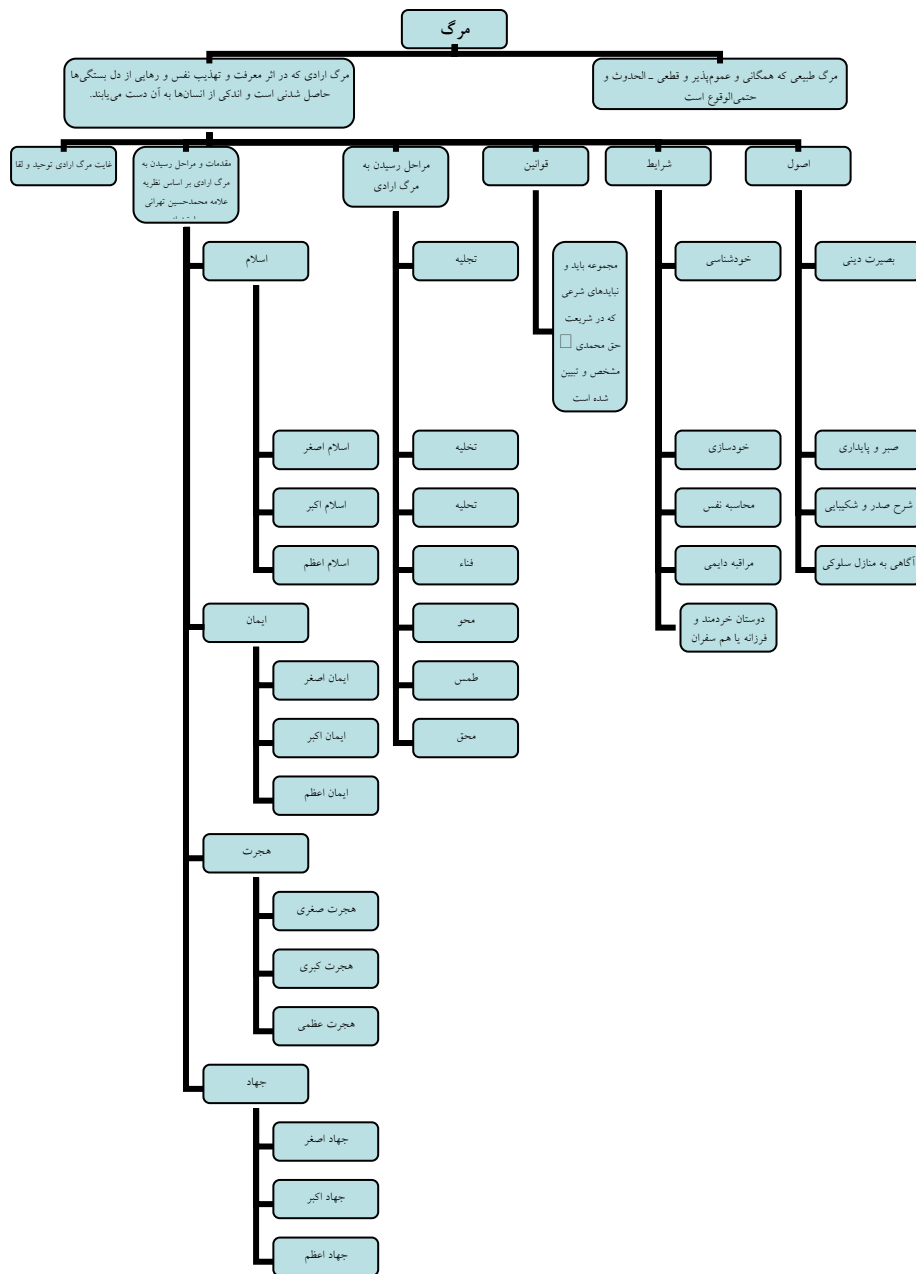 مرگ
مرگ طبیعی که همگانی و عموم‌پذیر و قطعی ـ الحدوث و
حتمی‌الوقوع است
مرگ ارادی که در اثر معرفت و تهذیب نفس و رهایی از دل بستگی‌ها
حاصل شدنی است و اندکی از انسان‌ها به آن دست می‌یابند.
اصول
شرایط
قوانین
مراحل رسیدن به
مرگ ارادی
مقدمات و مراحل رسیدن به
مرگ ارادی بر اساس نظریه
علامه محمدحسین تهرانی
غایت مرگ ارادی توحید و لقا
بصیرت دینی
صبر و پایداری
شرح صدر و شکیبایی
آگاهی به منازل سلوکی
خودشناسی
خودسازی
محاسبه نفس
مراقبه دایمی
دوستان خردمند و
فرزانه یا هم سفران
مجموعه باید و
نبایدهای شرعی
که در شریعت
حق محمدی
مشخص و تبیین
شده است
تجلیه
تخلیه
تحلیه
فناء
محو
طمس
محق
اسلام
اسلام اصغر
اسلام اکبر
اسلام اعظم
ایمان
ایمان اصغر
ایمان اکبر
ایمان اعظم
هجرت
هجرت صغری
هجرت کبری
هجرت عظمی
جهاد
جهاد اصغر
جهاد اکبر
جهاد اعظم